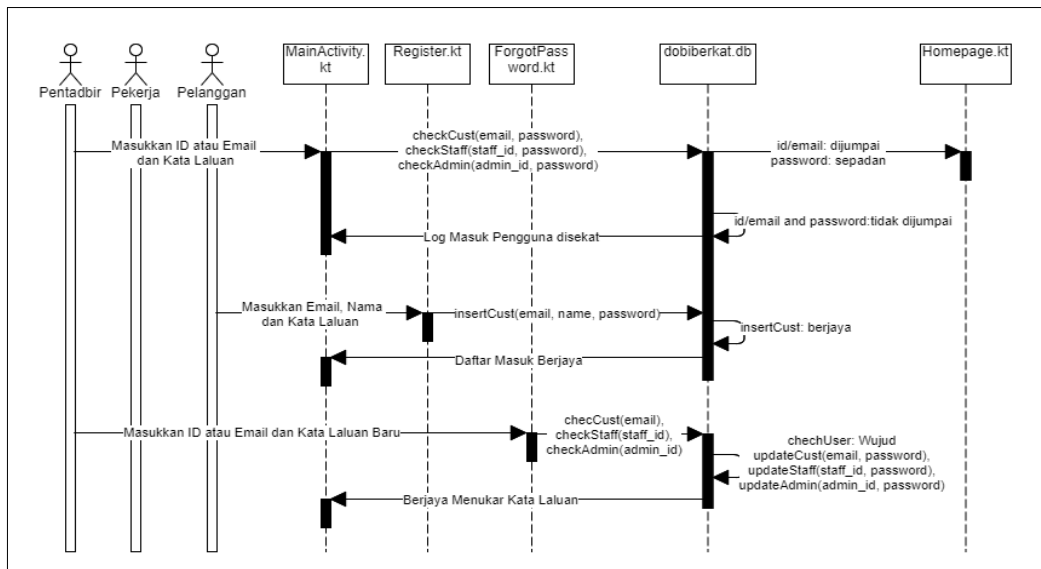 MainActivity.
kt
Register.kt
ForgotPass
word.kt
dobiberkat.db
Homepage.kt
Pentadbir
Pekerja
Pelanggan
Masukkan ID atau Email
dan Kata Laluan
checkCust(email, password),
checkStaff(staff_id, password),
checkAdmin(admin_id, password)
id/email: dijumpai
password: sepadan
id/email and password:tidak dijumpai
Log Masuk Pengguna disekat
Masukkan Email, Nama
dan Kata Laluan
insertCust(email, name, password)
insertCust: berjaya
Daftar Masuk Berjaya
Masukkan ID atau Email dan Kata Laluan Baru
checCust(email),
checkStaff(staff_id),
checkAdmin(admin_id)
chechUser: Wujud
updateCust(email, password),
updateStaff(staff_id, password),
updateAdmin(admin_id, password)
Berjaya Menukar Kata Laluan